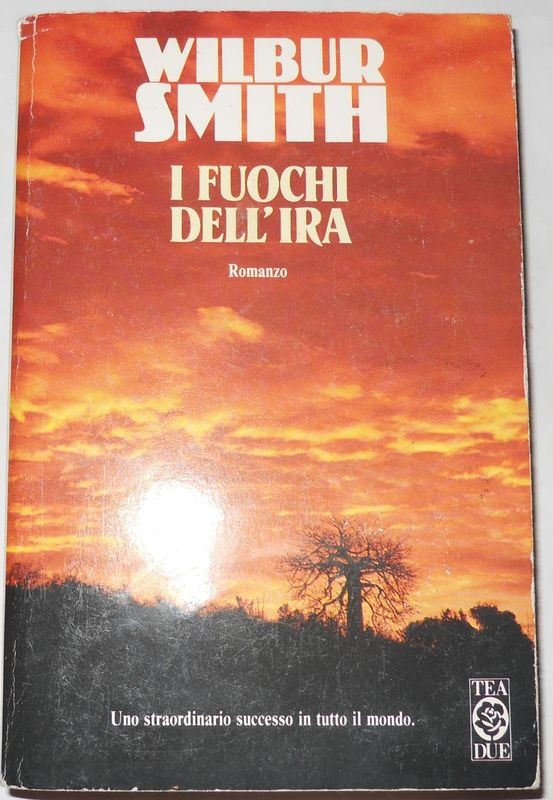 WILBUR
SMITH
I FUOCHI
DELL'IRA
Romanzo
Uno straordinario successo in tutto il mondo.
TEA
DUE